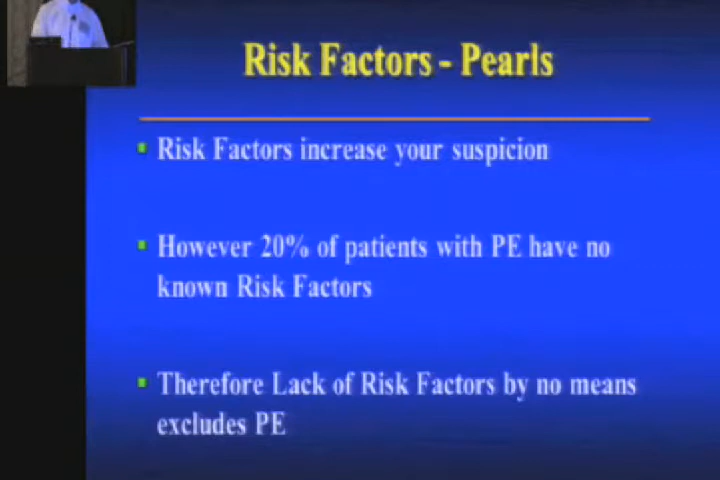 Risk Factors - Pearls
Risk Factors increase your suspicion
However 20% of patients with PE have no
known Risk Factors
Therefore Lack of Risk Factors by no means
excludes PE